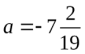 a = - 7 2/19